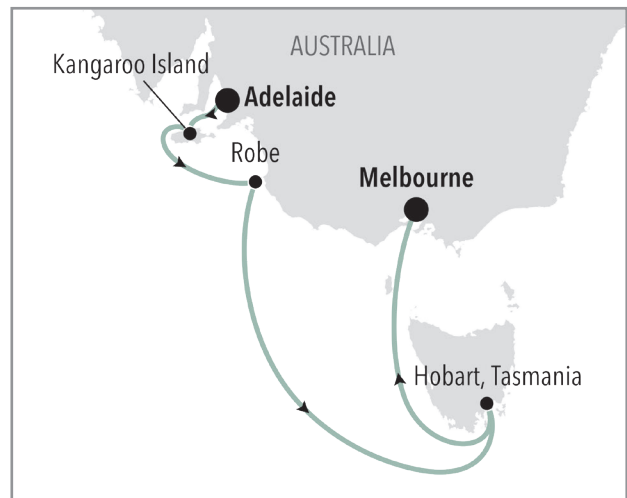 AUSTRALIA
Kangaroo Island
Adelaide
Robe
Melbourne
Hobart, Tasmania